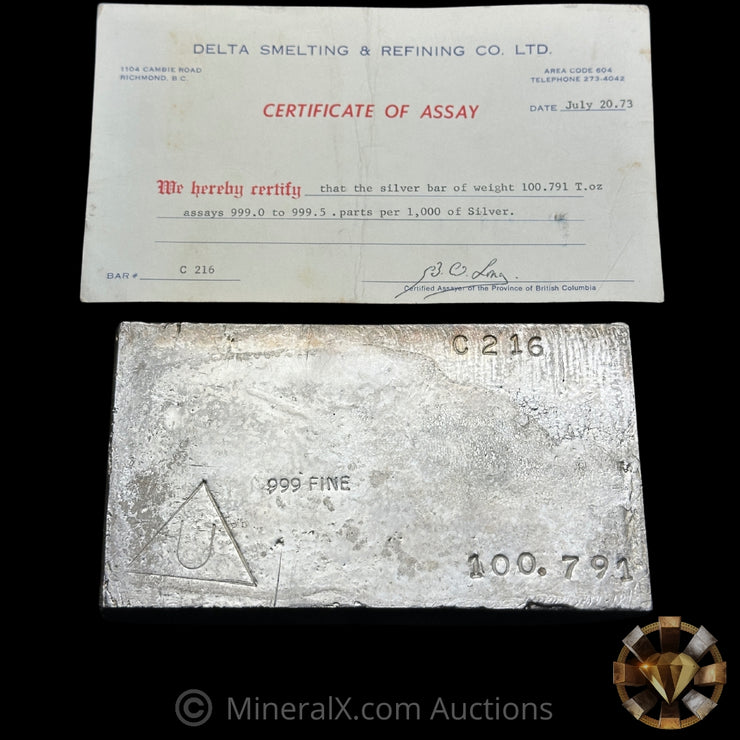 DELTA SMELTING & REFINING CO. LTD.
1104 CAMBIE ROAD
RICHMOND, B.C.
AREA CODE 604
TELEPHONE 273-4042
CERTIFICATE OF ASSAY
DATE July 20.73
We hereby certify that the silver bar of weight 100.791 T.oz
assays 999.0 to 999.5 .parts per 1,000 of Silver.
BAR # C 216
B. W. Long.
Certified Assayer of the Province of British Columbia
C 216
999 FINE
U
100.791
© MineralX.com Auctions